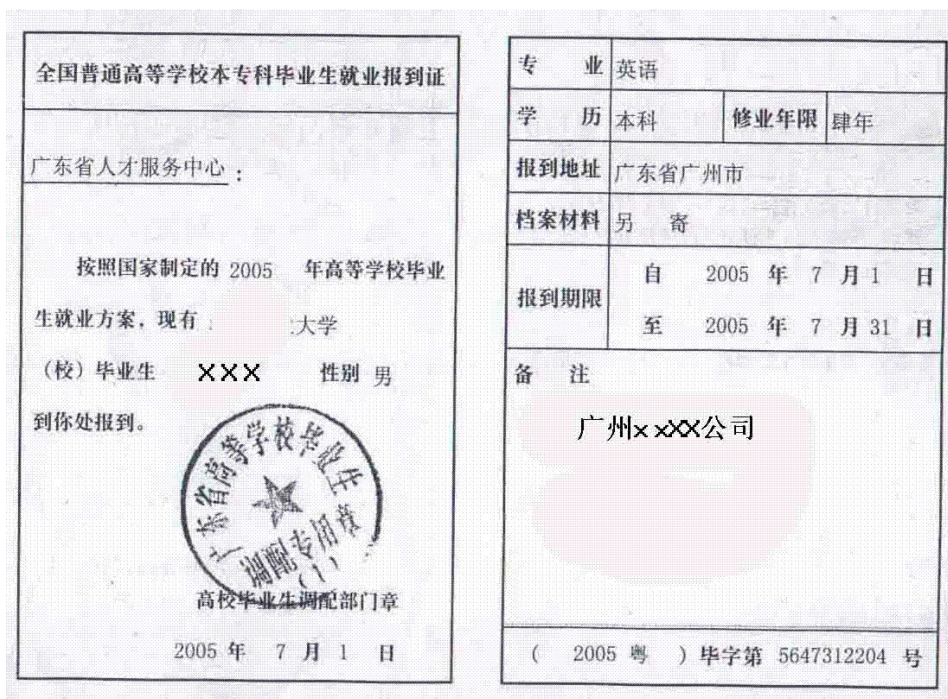 全国普通高等学校本专科毕业生就业报到证
广东省人才服务中心：
按照国家制定的 2005 年高等学校毕业
生就业方案，现有 大学
（校）毕业生 XXX 性别 男
到你处报到。
广东省高等学校毕业生
调配专用章
(1)
高校毕业生调配部门章
2005 年 7 月 1 日
专 业 英语
学 历 本科 修业年限 肆年
报到地址 广东省广州市
档案材料 另 寄
报到期限 自 2005 年 7 月 1 日
至 2005 年 7 月 31 日
备 注
广州xxXX公司
( 2005 粤 ) 毕字第 5647312204 号